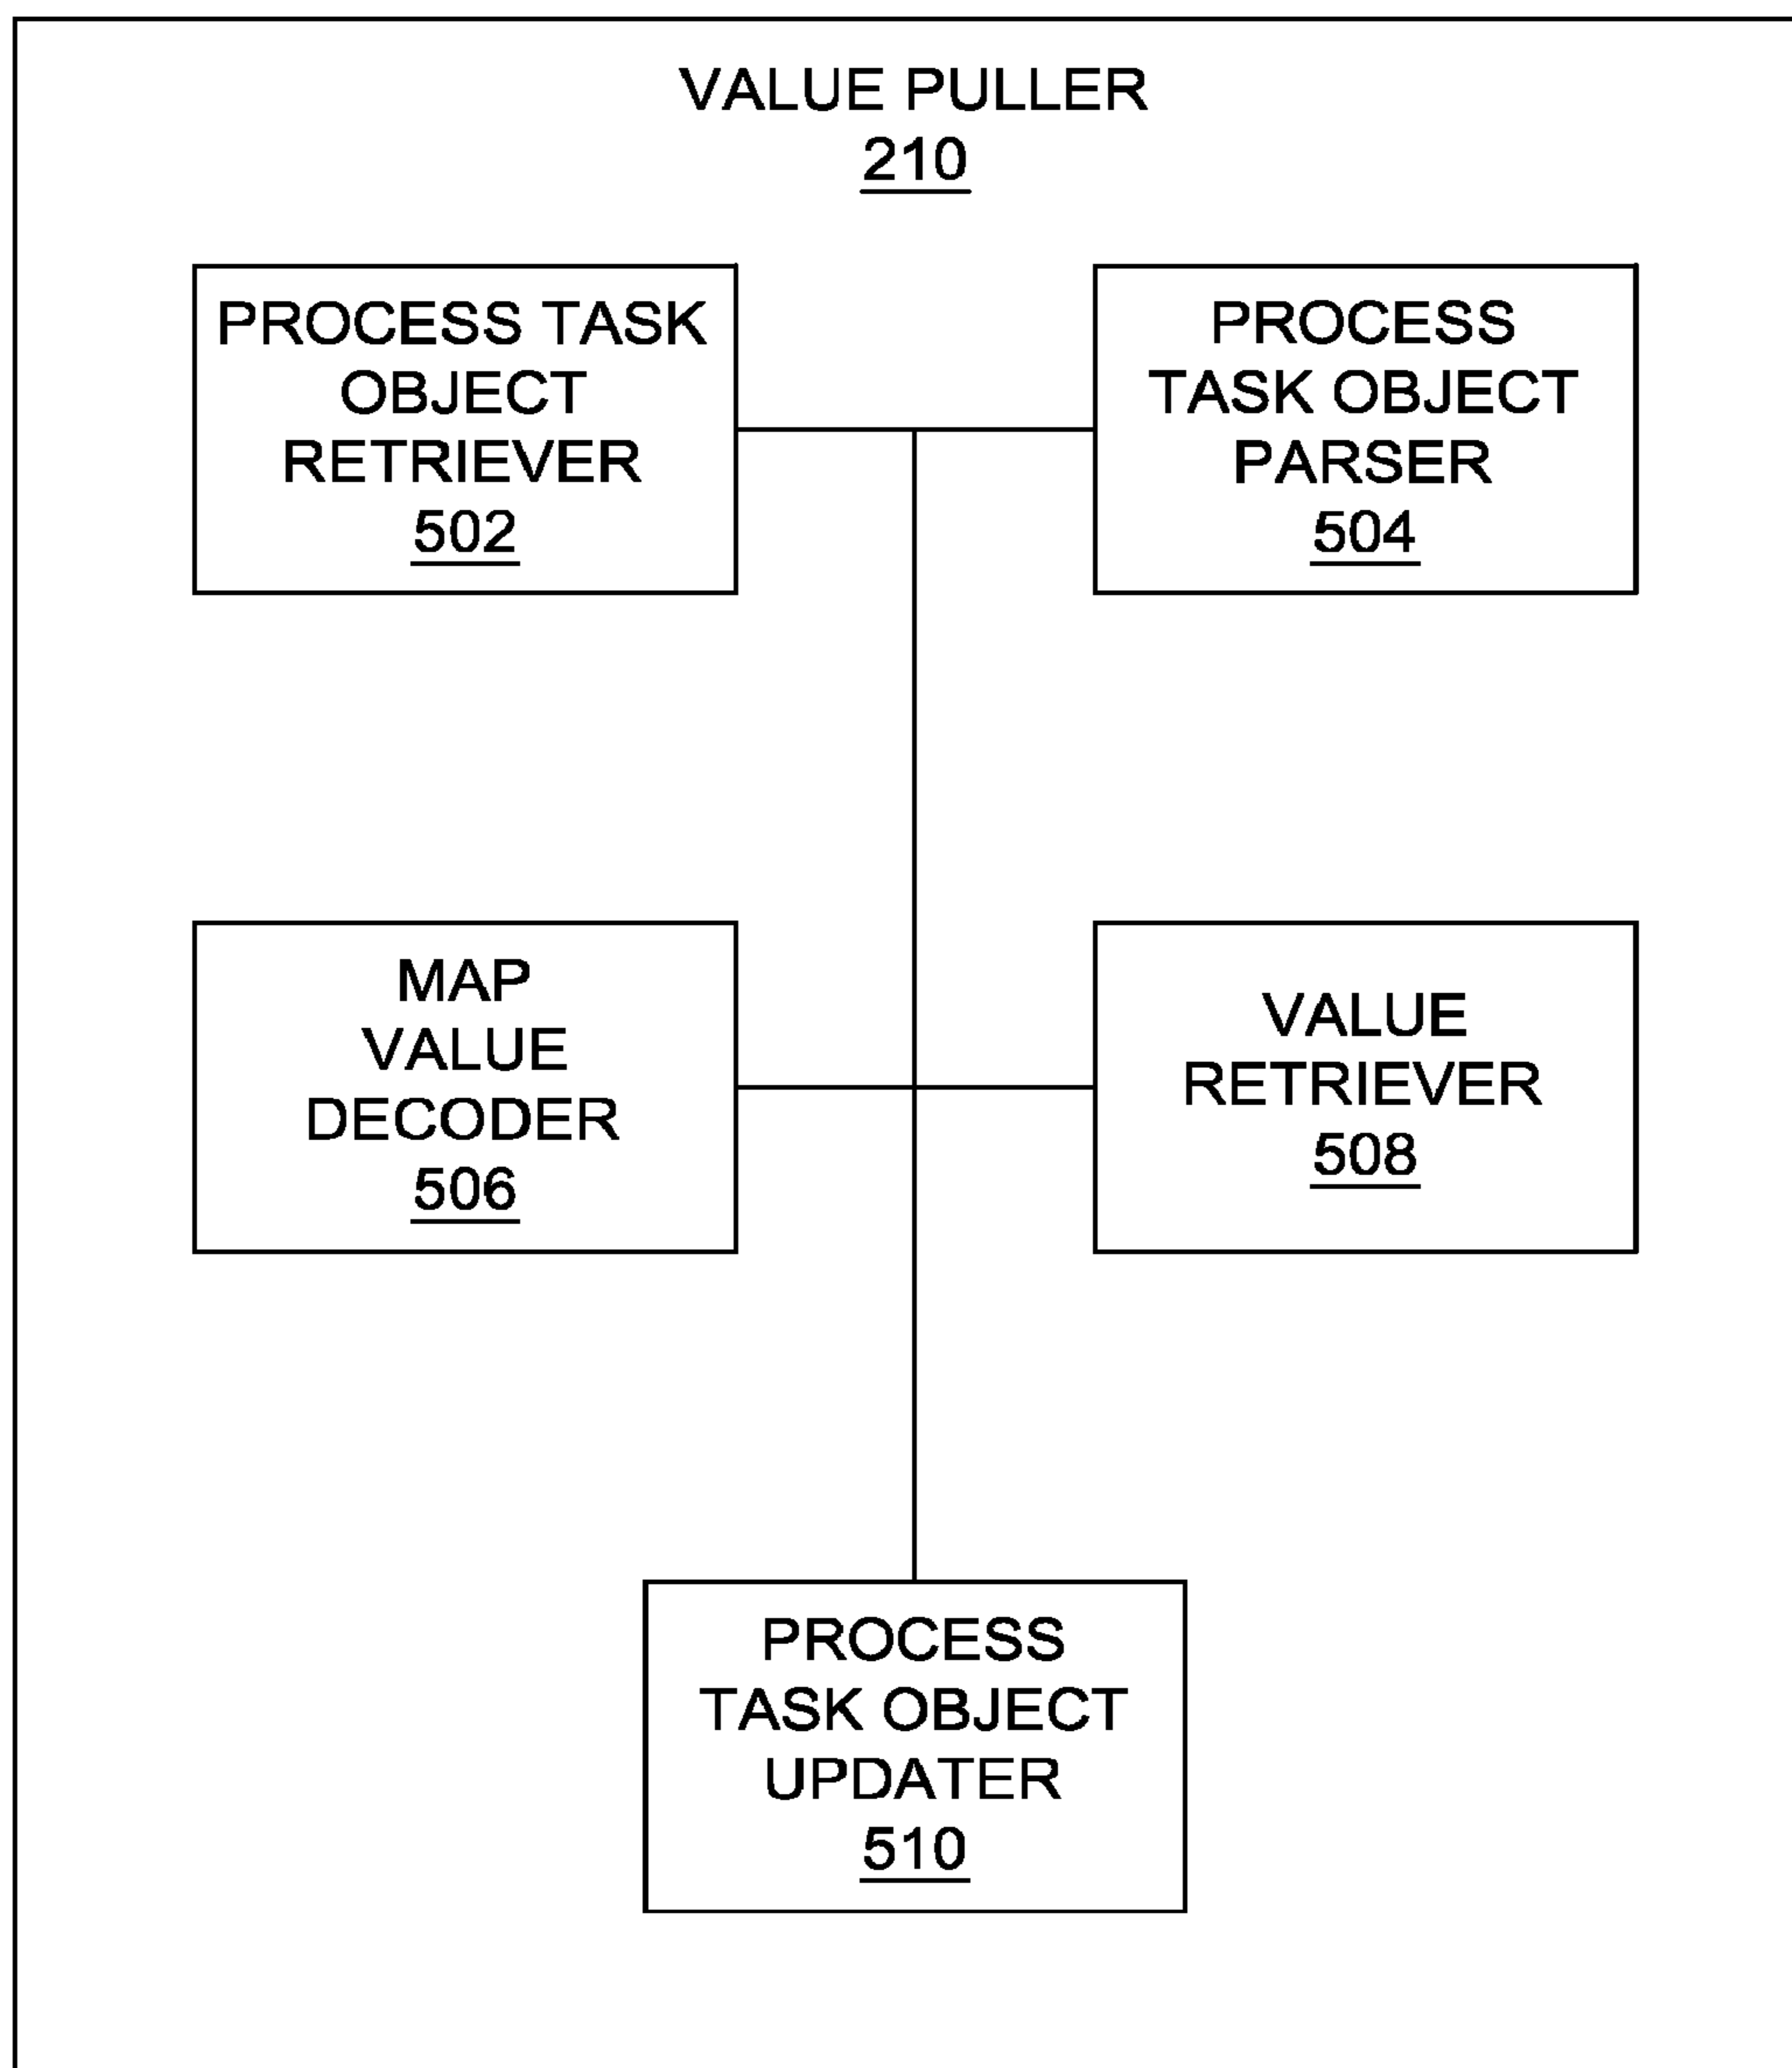 VALUE PULLER
210
PROCESS TASK
OBJECT
RETRIEVER
502
PROCESS
TASK OBJECT
PARSER
504
MAP
VALUE
DECODER
506
VALUE
RETRIEVER
508
PROCESS
TASK OBJECT
UPDATER
510